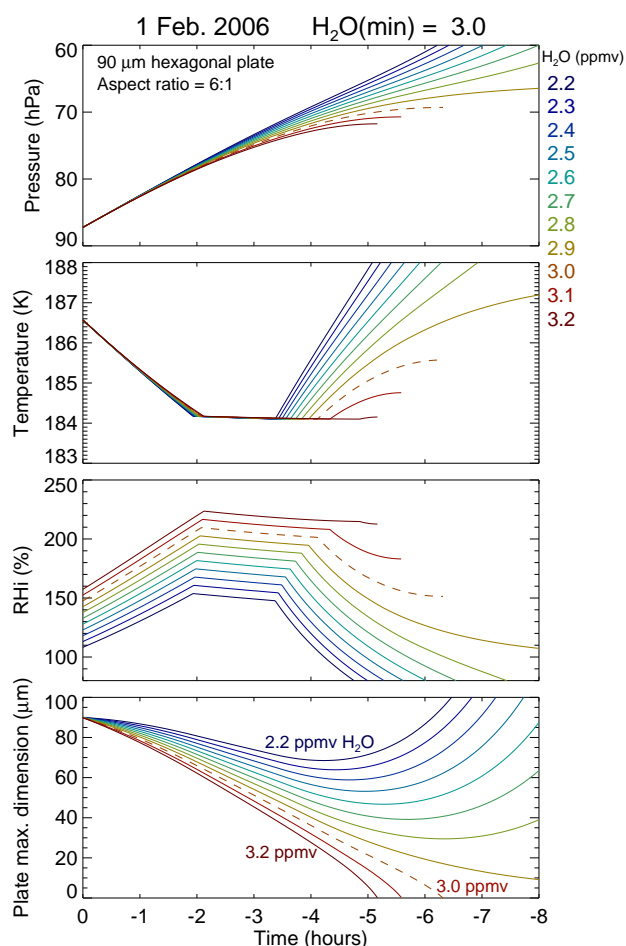 1 Feb. 2006 H₂O(min) = 3.0
90 μm hexagonal plate
Aspect ratio = 6:1
Pressure (hPa)
60
70
80
90
H₂O (ppmv)
2.2
2.3
2.4
2.5
2.6
2.7
2.8
2.9
3.0
3.1
3.2
Temperature (K)
188
187
186
185
184
183
RHi (%)
250
200
150
100
Plate max. dimension (μm)
100
80
60
40
20
0
2.2 ppmv H₂O
3.2 ppmv
3.0 ppmv
0 -1 -2 -3 -4 -5 -6 -7 -8
Time (hours)